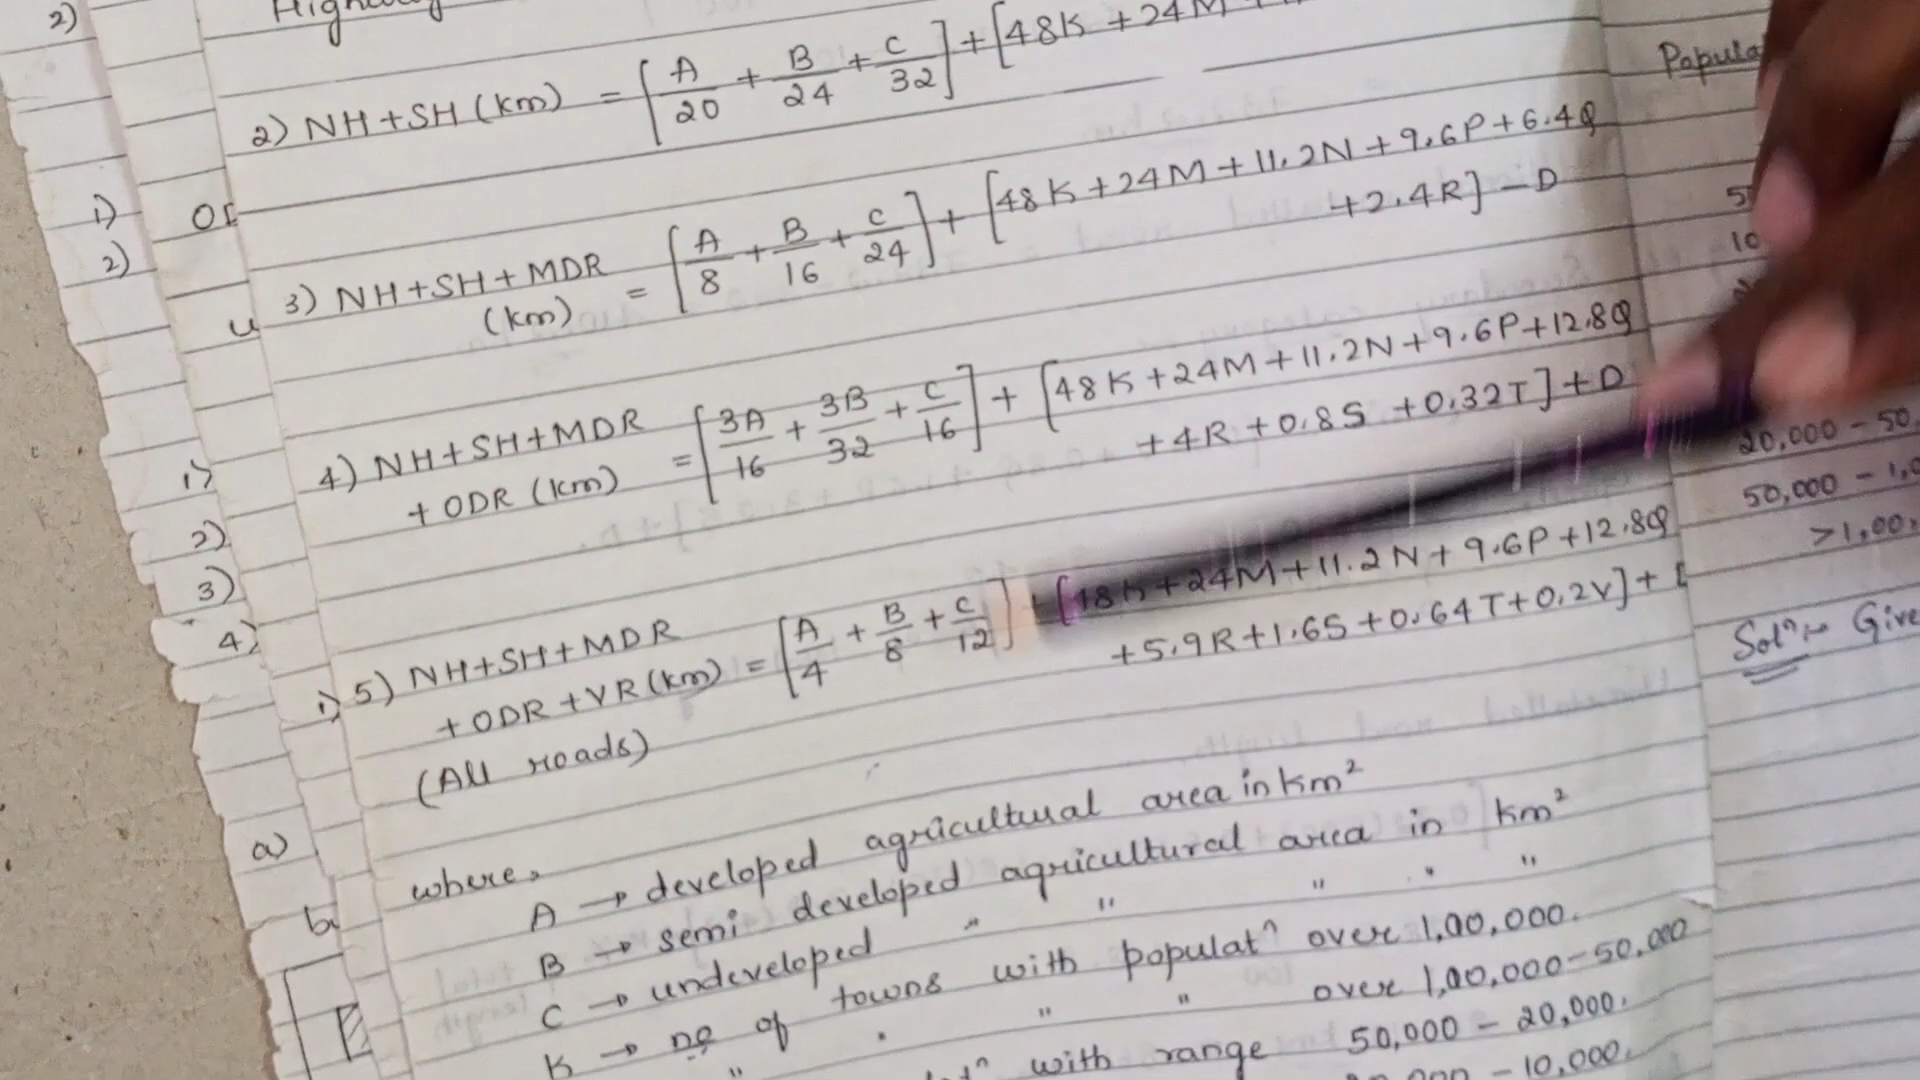 2)
2) NH+SH (km) = [A/20 + B/24 + C/32] + [48K + 24M
1)
2)
3) NH+SH+MDR (km) = [A/8 + B/16 + C/24] + [48K + 24M + 11.2N + 9.6P + 6.4Q
+2.4R] - D
4) NH+SH+MDR + ODR (km) = [3A/16 + 3B/32 + C/16] + [48K + 24M + 11.2N + 9.6P + 12.8Q
+ 4R + 0.8S + 0.32T] + D
1)
2)
3)
4)
1) 5) NH+SH+MDR + ODR + VR (km) = [A/4 + B/8 + C/12] + [48K + 24M + 11.2N + 9.6P + 12.8Q
+5.9R + 1.6S + 0.64T + 0.2V] +
(All roads)
a)
where,
A → developed agricultural area in km²
B → semi developed agricultural area in km²
C → undeveloped " " " " "
K → no of towns with populatⁿ over 1,00,000.
" " " " over 1,00,000-50,000
with range 50,000 - 20,000.
- 10,000.
20,000 - 50,
50,000 - 1,0
>1,00,
Solⁿ:- Give